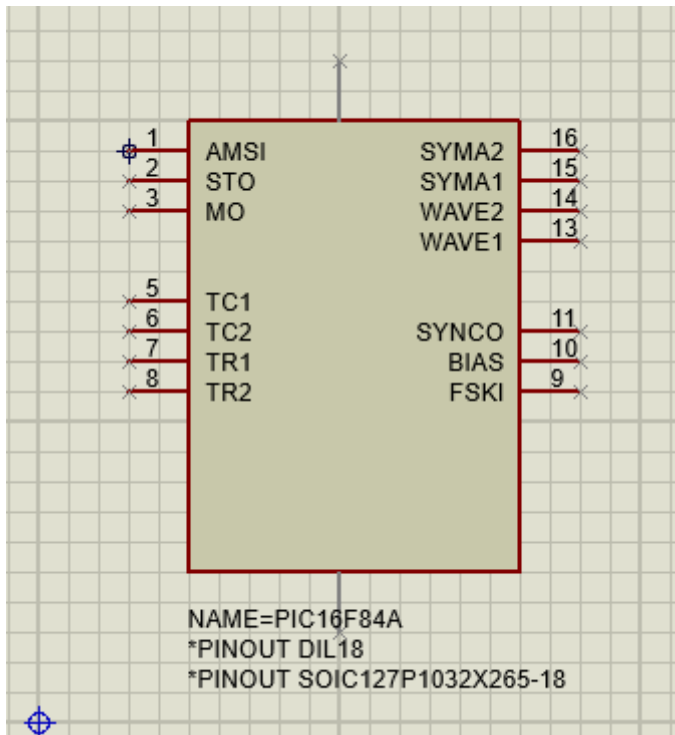 1 AMSI SYMA2 16
2 STO SYMA1 15
3 MO WAVE2 14
WAVE1 13
5 TC1
6 TC2 SYNCO 11
7 TR1 BIAS 10
8 TR2 FSKI 9
NAME=PIC16F84A
*PINOUT DIL18
*PINOUT SOIC127P1032X265-18